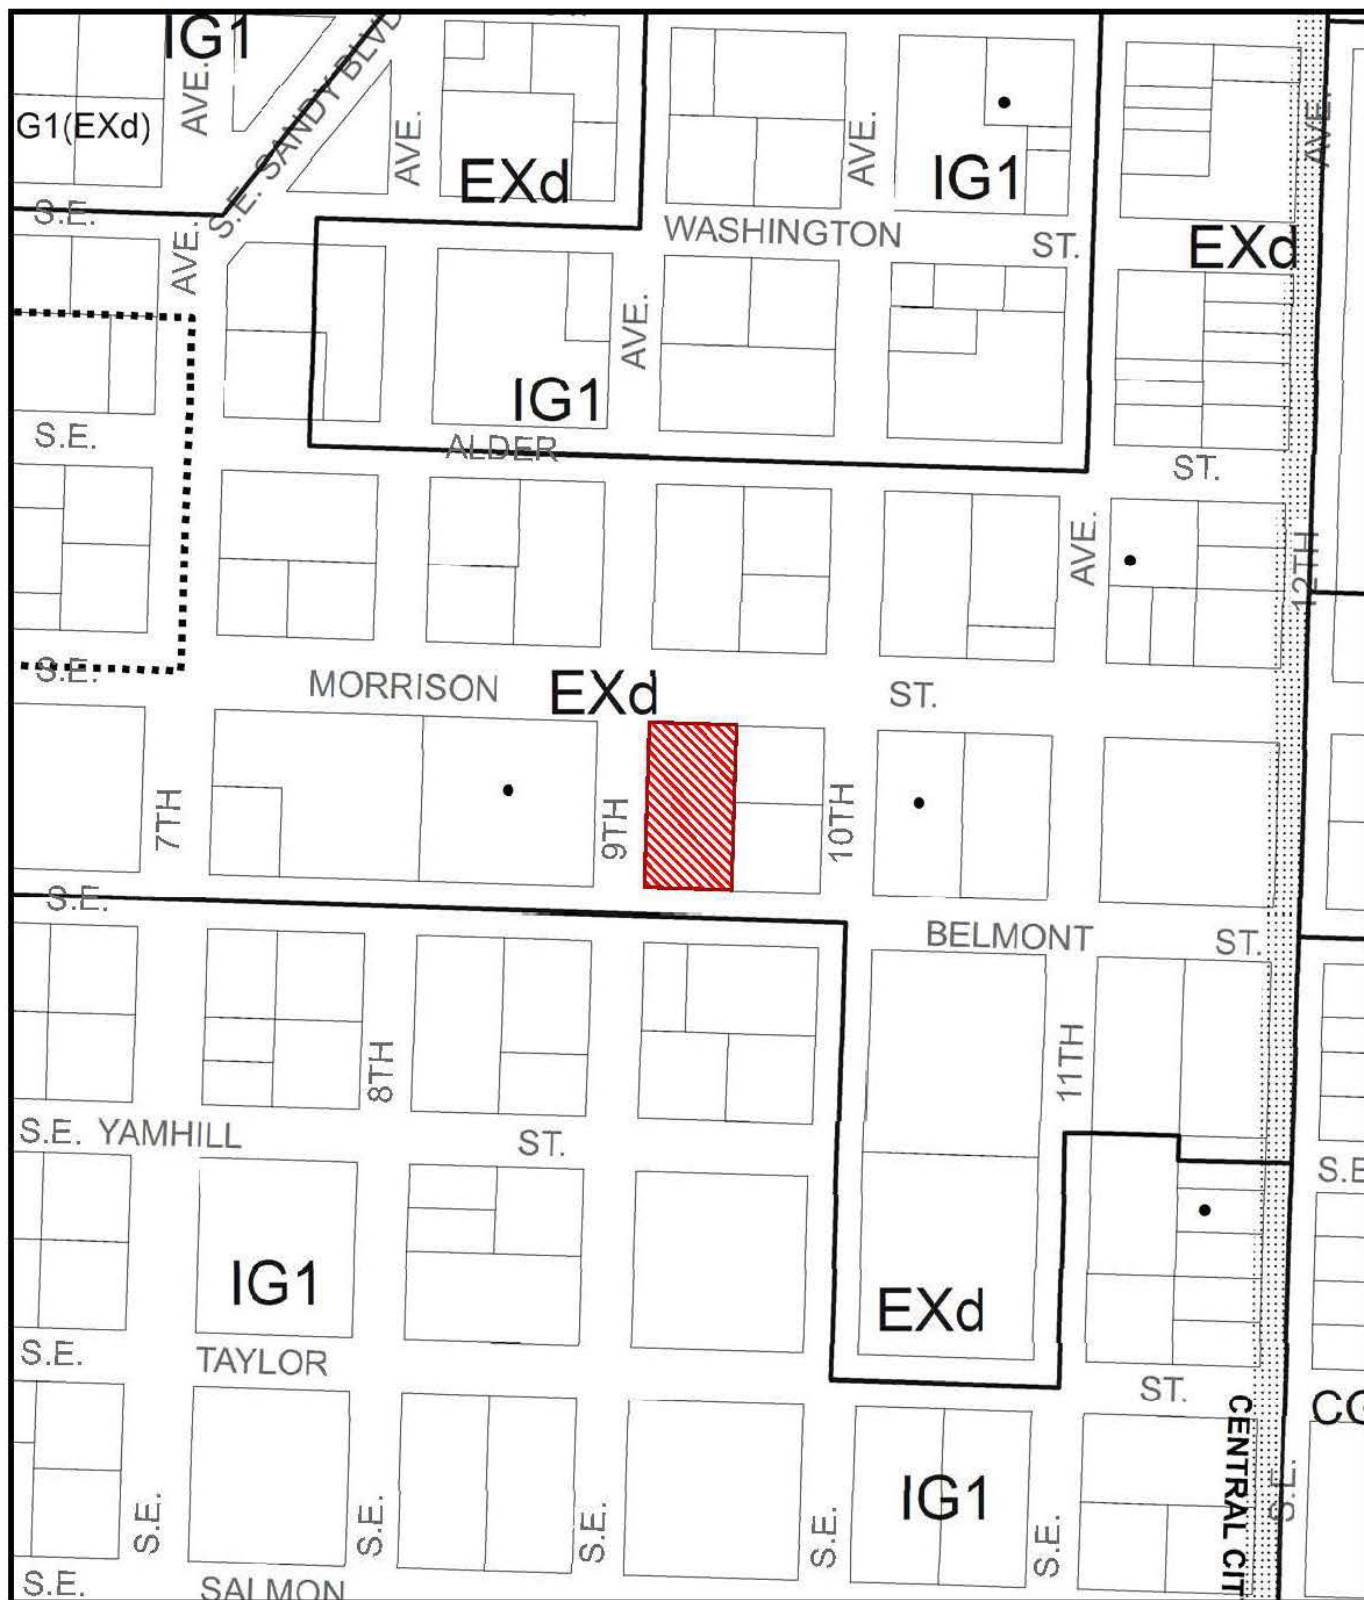 IG1
AVE.
S.E. SANDY BLVD
G1(EXd)
AVE.
EXd
AVE.
IG1
AVE.
S.E.
AVE.
WASHINGTON ST.
EXd
AVE.
IG1
S.E. ALDER ST.
AVE.
12TH
S.E. MORRISON ST.
EXd
7TH
9TH
10TH
S.E. BELMONT ST.
8TH
11TH
S.E. YAMHILL ST.
S.E
IG1
EXd
S.E. TAYLOR ST.
CENTRAL CIT
CG
S.E.
IG1
S.E.
S.E.
S.E.
S.E.
S.E.
S.E. SALMON